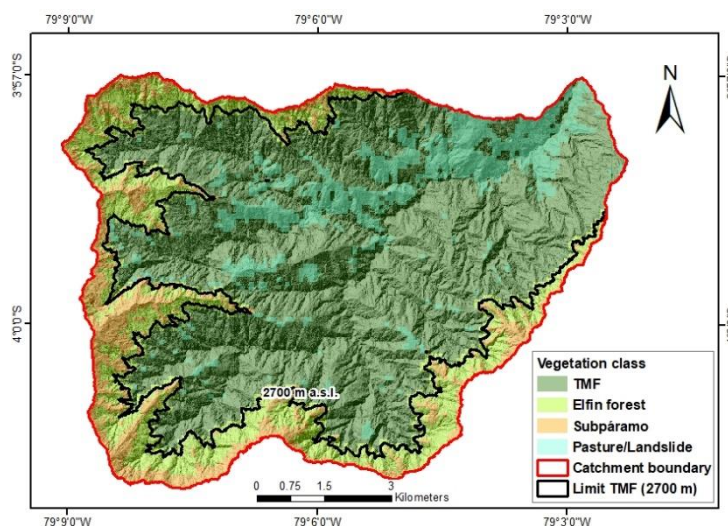 79°9'0"W 79°6'0"W 79°3'0"W
3°57'0"S
N
4°0'0"S
2700 m a.s.l.
Vegetation class
TMF
Elfin forest
Subpáramo
Pasture/Landslide
Catchment boundary
Limit TMF (2700 m)
0 0.75 1.5 3
Kilometers
79°9'0"W 79°6'0"W 79°3'0"W